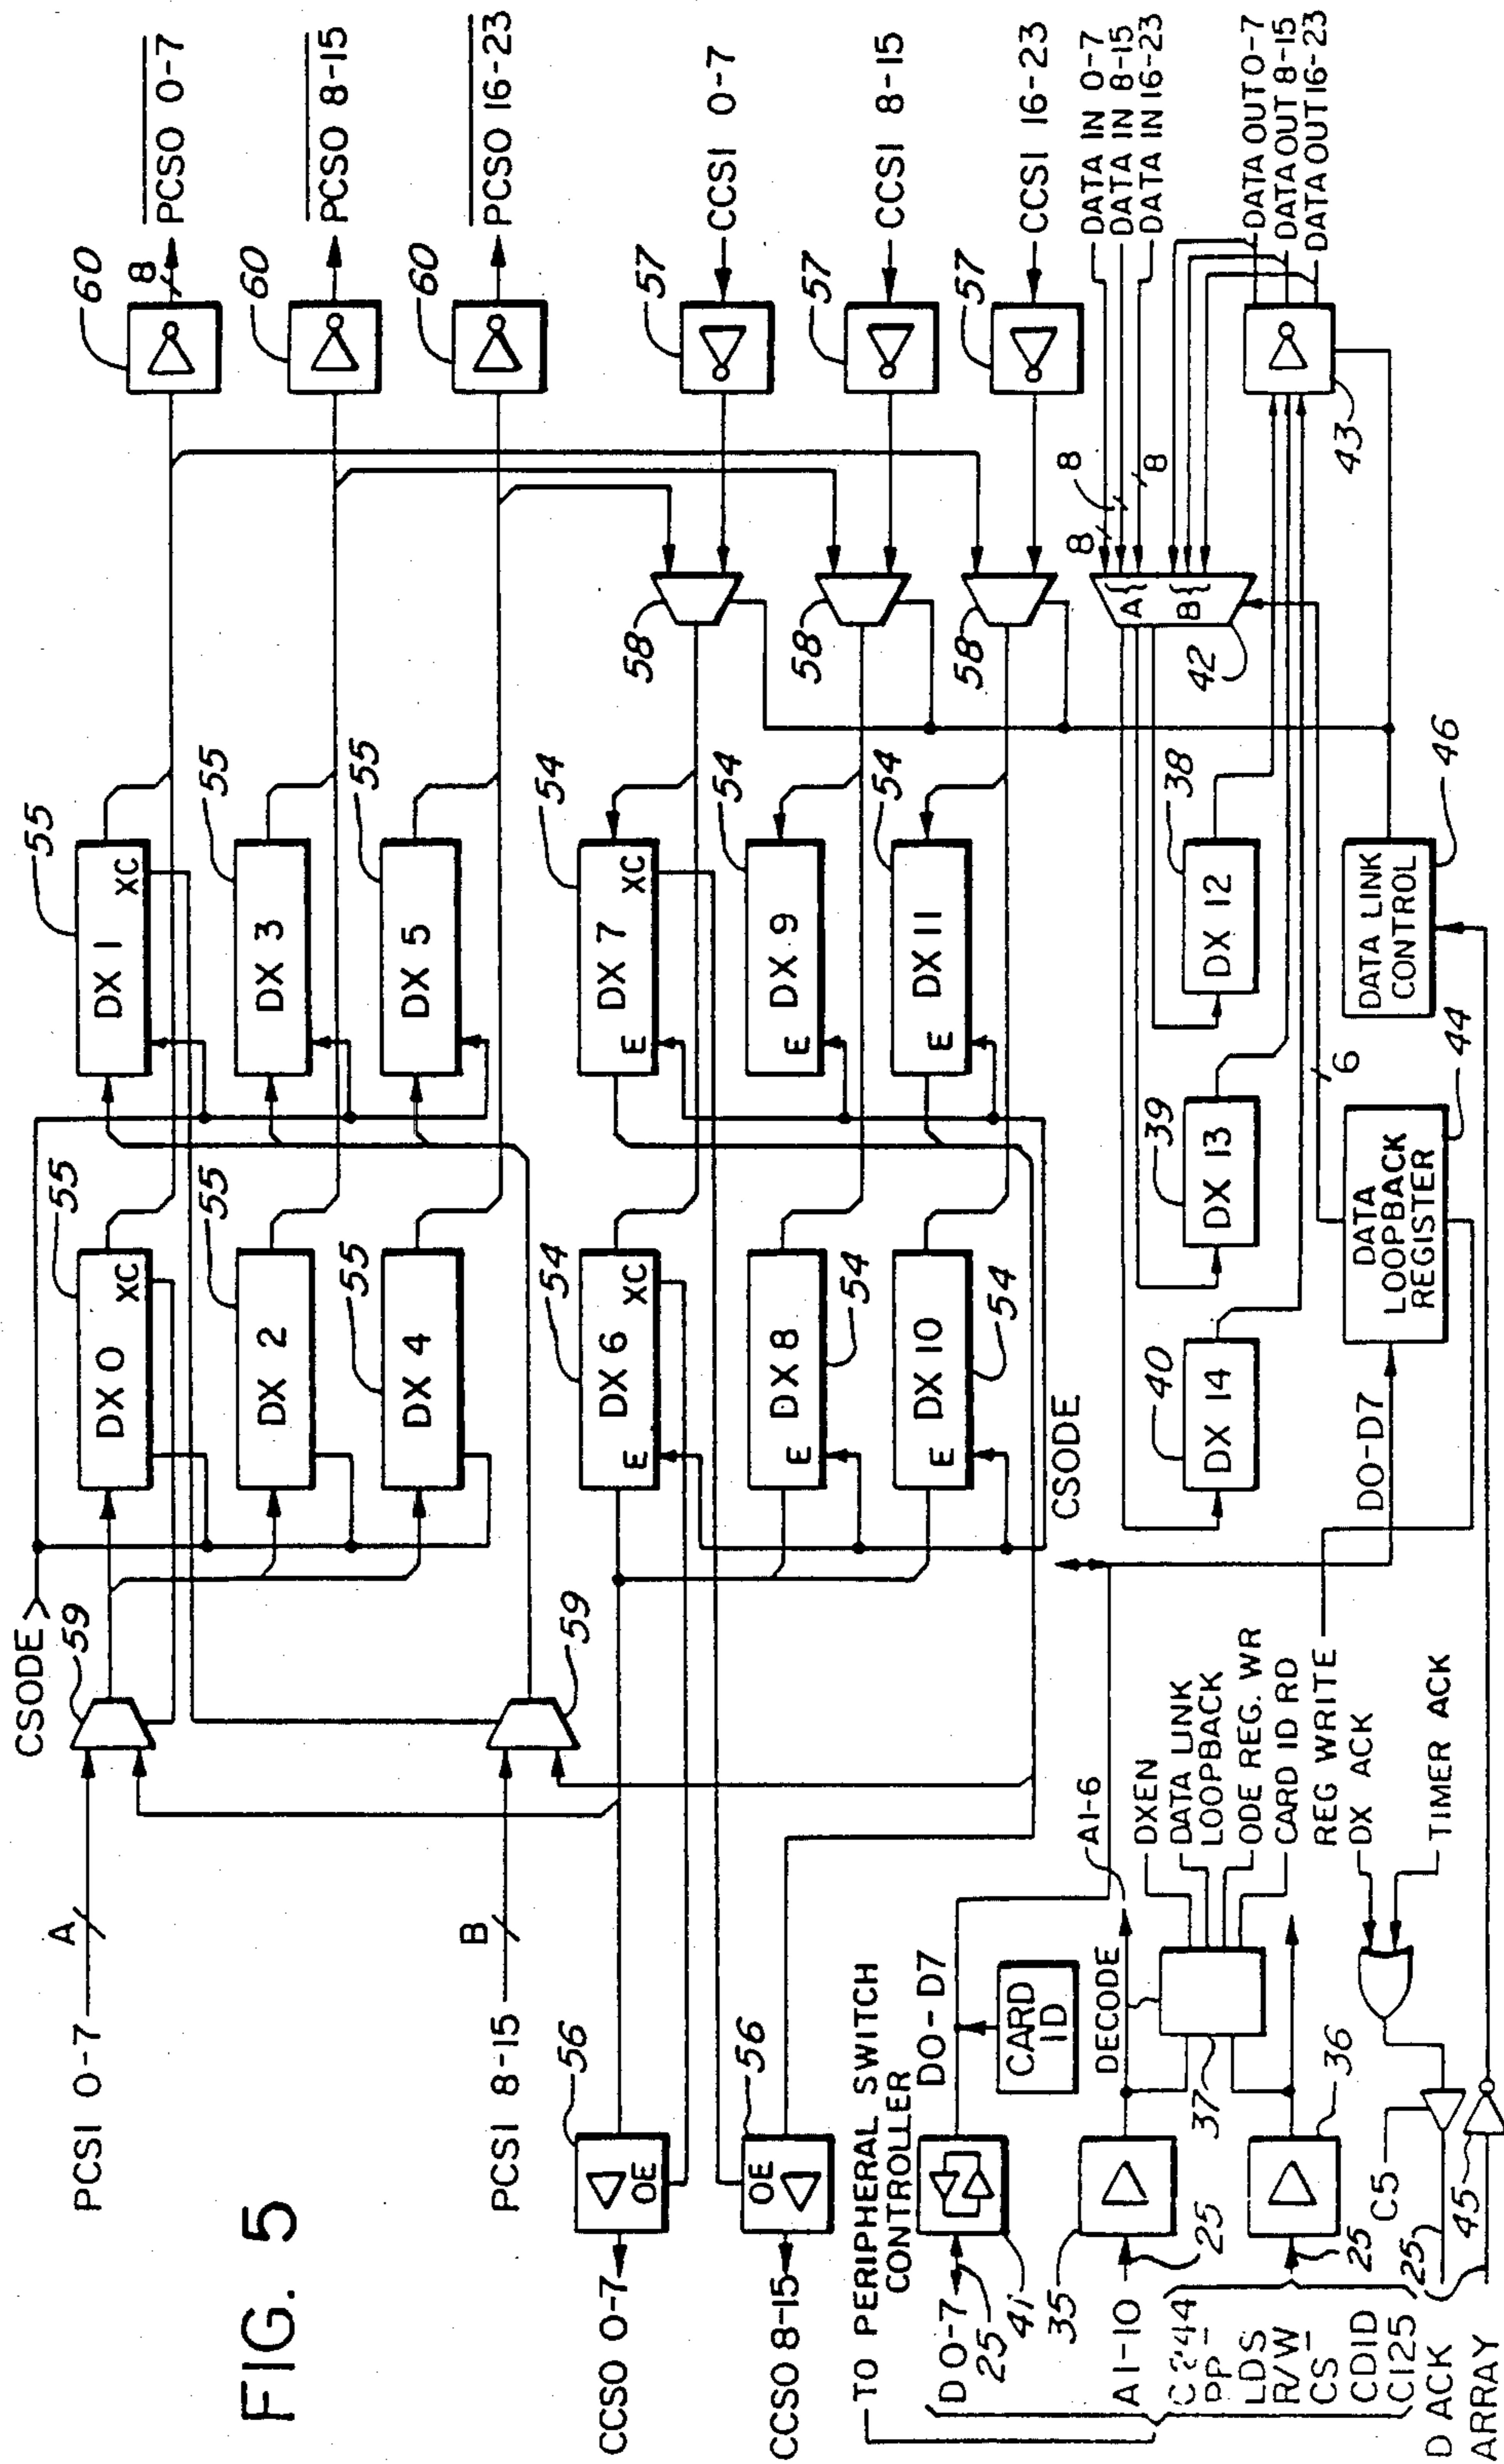 FIG. 5
PCSI 0-7
A
CSODE >
59
55
DX 0
XC
55
DX 1
XC
60
8
PCSO 0-7
55
DX 2
55
DX 3
60
PCSO 8-15
55
DX 4
55
DX 5
60
PCSO 16-23
PCSI 8-15
B
59
CCSO 0-7
56
OE
54
E
DX 6
XC
54
E
DX 7
XC
58
57
CCSI 0-7
CCSO 8-15
56
OE
54
E
DX 8
54
E
DX 9
58
57
CCSI 8-15
54
E
DX 10
54
E
DX 11
58
57
CCSI 16-23
CSODE
TO PERIPHERAL SWITCH
CONTROLLER
DO-7
25
41
DO-D7
CARD
ID
A1-10
25
35
A1-6
DECODE
37
DXEN
DATA LINK
LOOPBACK
ODE REG. WR
CARD ID RD
REG WRITE
C244
PP
LDS
R/W
CS
CDID
C125
25
36
DX ACK
TIMER ACK
C5
25
45
D ACK
ARRAY
DO-D7
40
DX 14
39
DX 13
38
DX 12
DATA
LOOPBACK
REGISTER
44
6
DATA LINK
CONTROL
46
8
8
8
A{
B{
42
43
DATA IN 0-7
DATA IN 8-15
DATA IN 16-23
DATA OUT 0-7
DATA OUT 8-15
DATA OUT 16-23